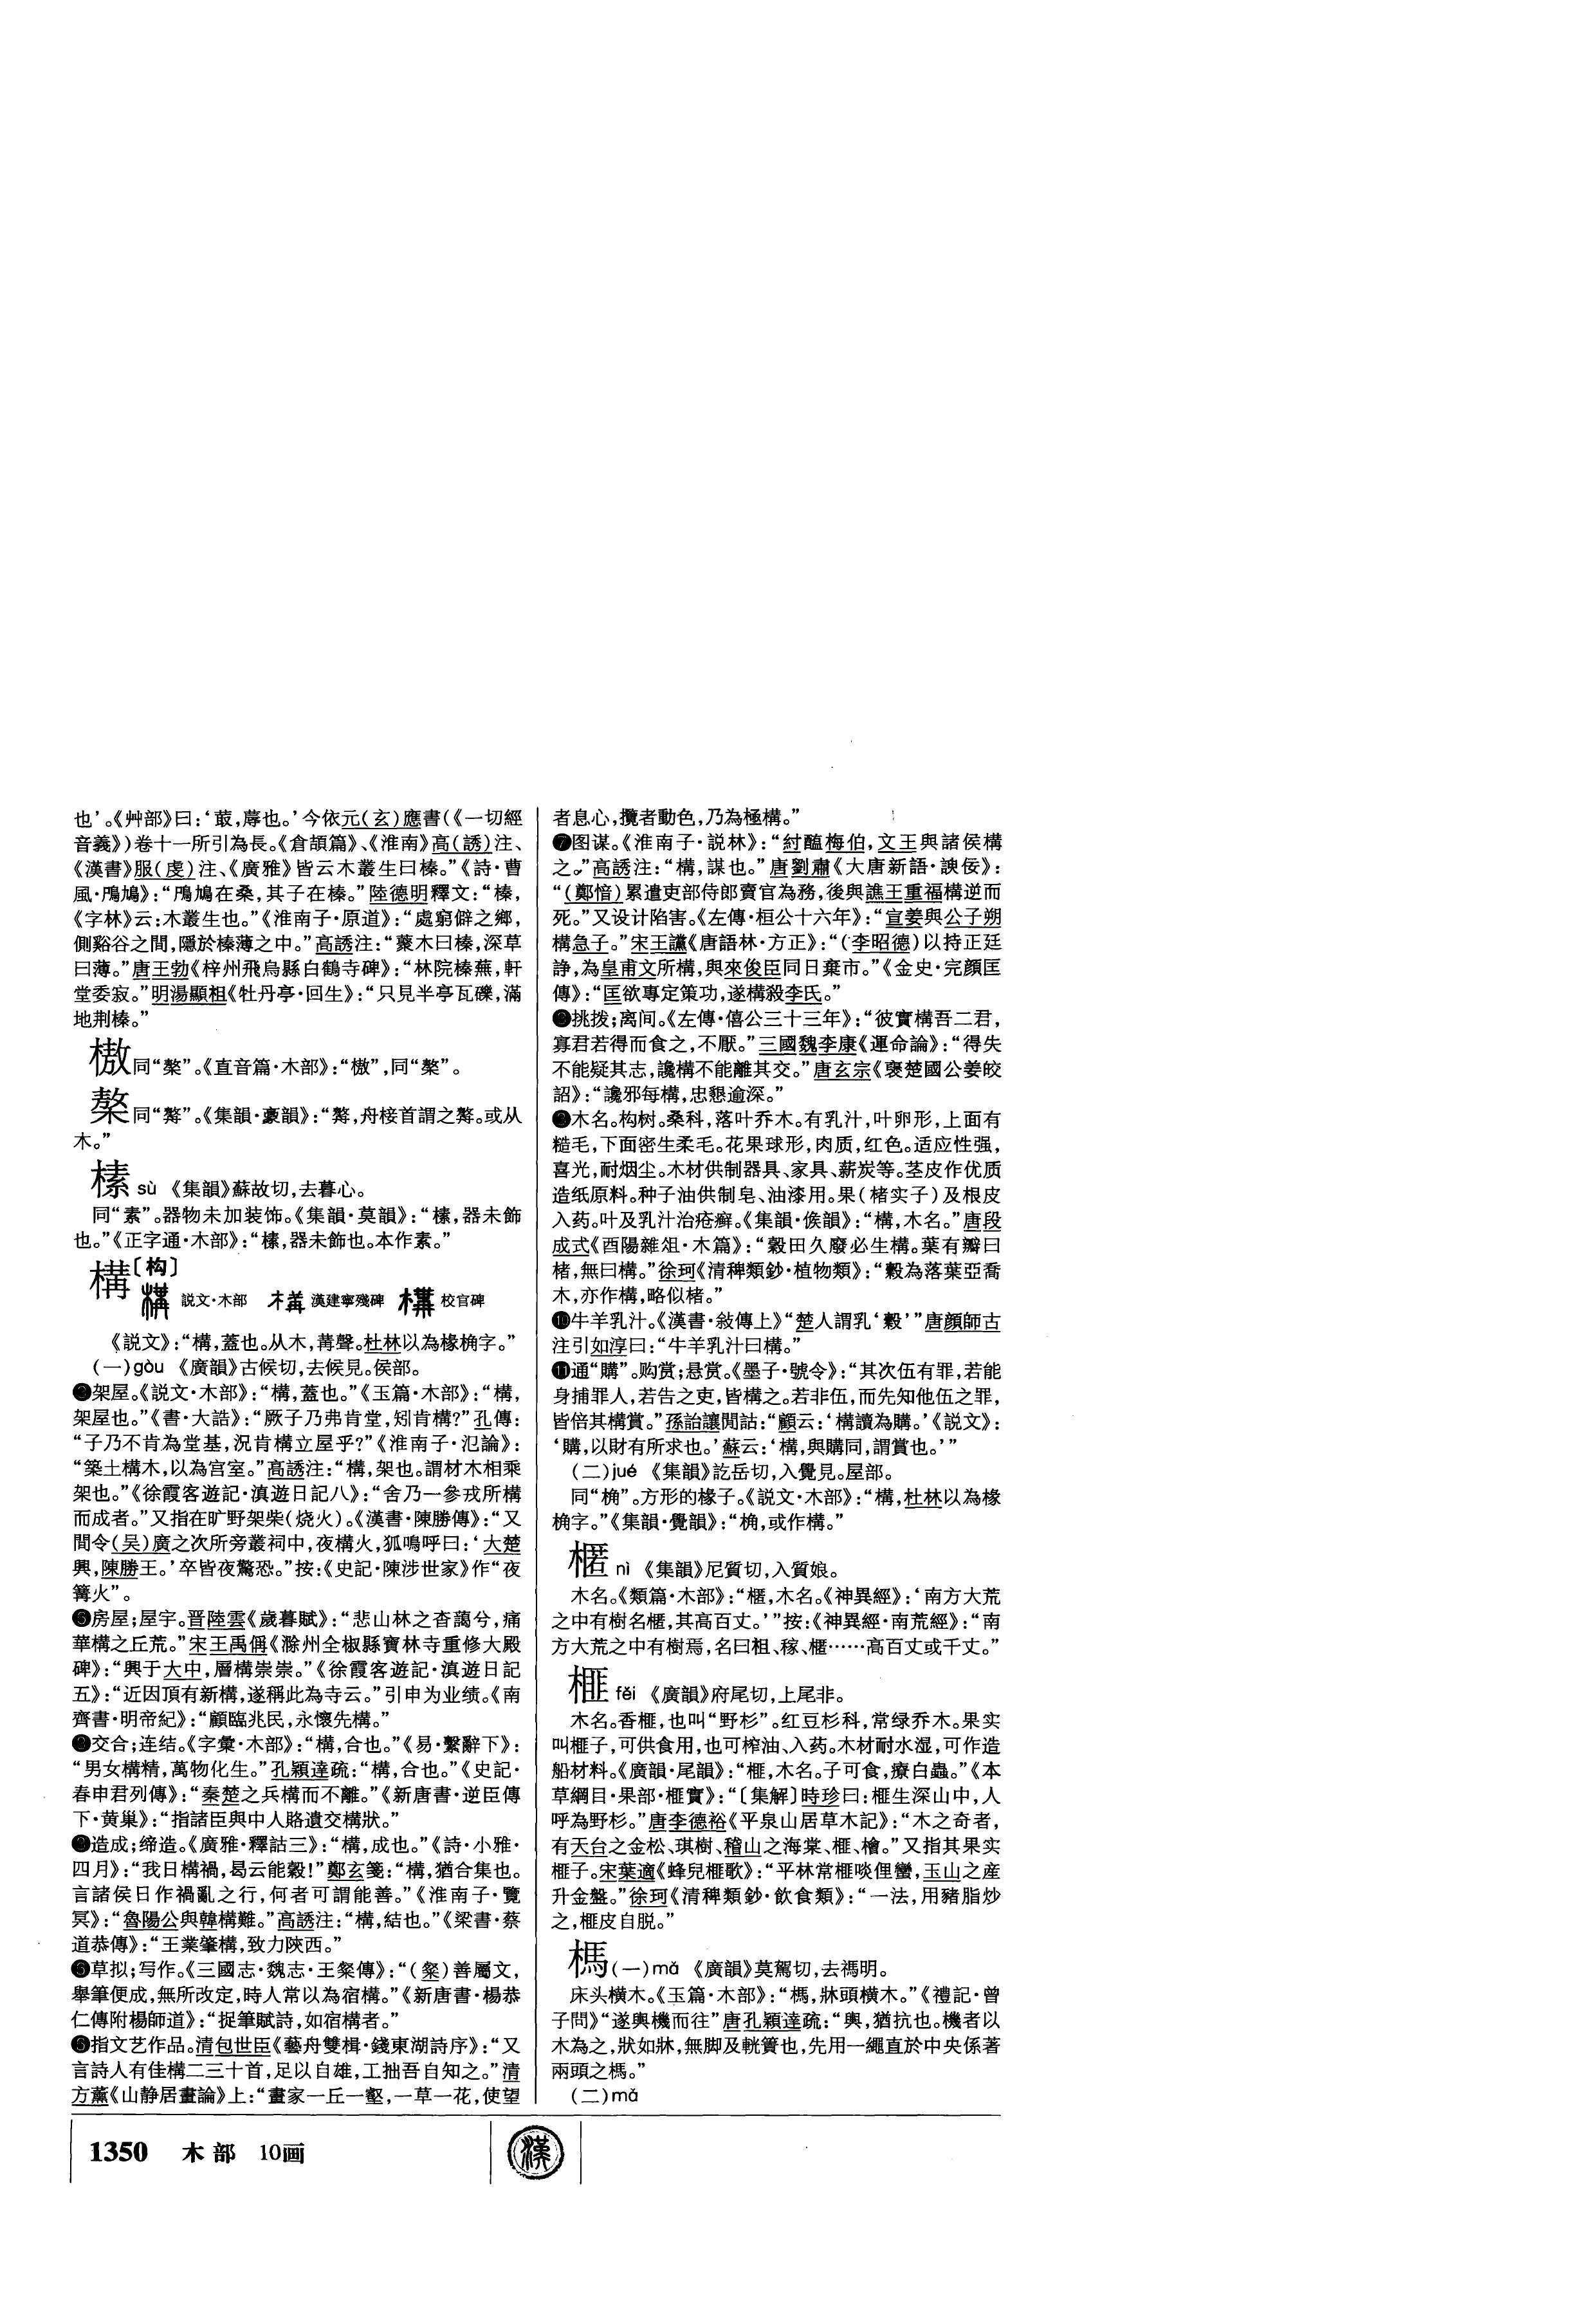 也’。《艸部》曰：‘菆，蓐也。’今依元(玄)應書(《一切經
音義》)卷十一所引為長。《倉頡篇》、《淮南》高(誘)注、
《漢書》服(虔)注、《廣雅》皆云木叢生曰榛。”《詩·曹
風·鳲鳩》：“鳲鳩在桑，其子在榛。”陸德明釋文：“榛，
《字林》云：木叢生也。”《淮南子·原道》：“處窮僻之鄉，
側谿谷之間，隱於榛薄之中。”高誘注：“藂木曰榛，深草
曰薄。”唐王勃《梓州飛烏縣白鶴寺碑》：“林院榛蕪，軒
堂委寂。”明湯顯祖《牡丹亭·回生》：“只見半亭瓦礫，滿
地荆榛。”
㯳同“𣘖”。《直音篇·木部》：“㯳”，同“𣘖”。
𣘖同“𦪈”。《集韻·豪韻》：“𦪈，舟椄首謂之𦪈。或从
木。”
榡 sù 《集韻》蘇故切，去暮心。
同“素”。器物未加装饰。《集韻·莫韻》：“榡，器未飾
也。”《正字通·木部》：“榡，器未飾也。本作素。”
構〔构〕
構 説文·木部 構 漢建寧殘碑 構 校官碑
《説文》：“構，蓋也。从木，冓聲。杜林以為椽桷字。”
(一)gòu 《廣韻》古候切，去候見。侯部。
❷架屋。《説文·木部》：“構，蓋也。”《玉篇·木部》：“構，
架屋也。”《書·大誥》：“厥子乃弗肯堂，矧肯構？”孔傳：
“子乃不肯為堂基，況肯構立屋乎？”《淮南子·氾論》：
“築土構木，以為宫室。”高誘注：“構，架也。謂材木相乘
架也。”《徐霞客遊記·滇遊日記八》：“舍乃一參戎所構
而成者。”又指在旷野架柴(烧火)。《漢書·陳勝傳》：“又
間令(吴)廣之次所旁叢祠中，夜構火，狐鳴呼曰：‘大楚
興，陳勝王。’卒皆夜驚恐。”按：《史記·陳涉世家》作“夜
篝火”。
❸房屋；屋宇。晋陸雲《歲暮賦》：“悲山林之杳藹兮，痛
華構之丘荒。”宋王禹偁《滁州全椒縣寶林寺重修大殿
碑》：“興于大中，層構崇崇。”《徐霞客遊記·滇遊日記
五》：“近因頂有新構，遂稱此為寺云。”引申为业绩。《南
齊書·明帝紀》：“顧臨兆民，永懷先構。”
❷交合；连结。《字彙·木部》：“構，合也。”《易·繫辭下》：
“男女構精，萬物化生。”孔穎達疏：“構，合也。”《史記·
春申君列傳》：“秦楚之兵構而不離。”《新唐書·逆臣傳
下·黄巢》：“指諸臣與中人賂遺交構狀。”
❷造成；缔造。《廣雅·釋詁三》：“構，成也。”《詩·小雅·
四月》：“我日構禍，曷云能穀！”鄭玄箋：“構，猶合集也。
言諸侯日作禍亂之行，何者可謂能善。”《淮南子·覽
冥》：“魯陽公與韓構難。”高誘注：“構，結也。”《梁書·蔡
道恭傳》：“王業肇構，致力陝西。”
❸草拟；写作。《三國志·魏志·王粲傳》：“(粲)善屬文，
舉筆便成，無所改定，時人常以為宿構。”《新唐書·楊恭
仁傳附楊師道》：“捉筆賦詩，如宿構者。”
❻指文艺作品。清包世臣《藝舟雙楫·錢東湖詩序》：“又
言詩人有佳構二三十首，足以自雄，工拙吾自知之。”清
方薰《山静居畫論》上：“畫家一丘一壑，一草一花，使望
者息心，攬者動色，乃為極構。”
❼图谋。《淮南子·説林》：“紂醢梅伯，文王與諸侯構
之。”高誘注：“構，謀也。”唐劉肅《大唐新語·諛佞》：
“(鄭愔)累遣吏部侍郎賣官為務，後與譙王重福構逆而
死。”又设计陷害。《左傳·桓公十六年》：“宣姜與公子朔
構急子。”宋王讜《唐語林·方正》：“(李昭德)以持正廷
諍，為皇甫文所構，與來俊臣同日棄市。”《金史·完顔匡
傳》：“匡欲專定策功，遂構殺李氏。”
❷挑拨；离间。《左傳·僖公三十三年》：“彼實構吾二君，
寡君若得而食之，不厭。”三國魏李康《運命論》：“得失
不能疑其志，讒構不能離其交。”唐玄宗《褒楚國公姜皎
詔》：“讒邪每構，忠懇逾深。”
❷木名。构树。桑科，落叶乔木。有乳汁，叶卵形，上面有
糙毛，下面密生柔毛。花果球形，肉质，红色。适应性强，
喜光，耐烟尘。木材供制器具、家具、薪炭等。茎皮作优质
造纸原料。种子油供制皂、油漆用。果(楮实子)及根皮
入药。叶及乳汁治疮癣。《集韻·候韻》：“構，木名。”唐段
成式《酉陽雜俎·木篇》：“穀田久廢必生構。葉有瓣曰
楮，無曰構。”徐珂《清稗類鈔·植物類》：“榖為落葉亞喬
木，亦作構，略似楮。”
❿牛羊乳汁。《漢書·敍傳上》“楚人謂乳‘穀’”唐顔師古
注引如淳曰：“牛羊乳汁曰構。”
⓫通“購”。购赏；悬赏。《墨子·號令》：“其次伍有罪，若能
身捕罪人，若告之吏，皆構之。若非伍，而先知他伍之罪，
皆倍其構賞。”孫詒讓閒詁：“顧云：‘構讀為購。’《説文》：
‘購，以財有所求也。’蘇云：‘構，與購同，謂賞也。’”
(二)jué 《集韻》訖岳切，入覺見。屋部。
同“桷”。方形的椽子。《説文·木部》：“構，杜林以為椽
桷字。”《集韻·覺韻》：“桷，或作構。”
𣖾 nì 《集韻》尼質切，入質娘。
木名。《類篇·木部》：“𣖾，木名。《神異經》：‘南方大荒
之中有樹名𣖾，其高百丈。’”按：《神異經·南荒經》：“南
方大荒之中有樹焉，名曰柤、稼、𣖾……高百丈或千丈。”
榧 fěi 《廣韻》府尾切，上尾非。
木名。香榧，也叫“野杉”。红豆杉科，常绿乔木。果实
叫榧子，可供食用，也可榨油、入药。木材耐水湿，可作造
船材料。《廣韻·尾韻》：“榧，木名。子可食，療白蟲。”《本
草綱目·果部·榧實》：“〔集解〕時珍曰：榧生深山中，人
呼為野杉。”唐李德裕《平泉山居草木記》：“木之奇者，
有天台之金松、琪樹、稽山之海棠、榧、檜。”又指其果实
榧子。宋葉適《蜂兒榧歌》：“平林常榧啖俚蠻，玉山之産
升金盤。”徐珂《清稗類鈔·飲食類》：“一法，用豬脂炒
之，榧皮自脱。”
榪(一)mǎ 《廣韻》莫駕切，去禡明。
床头横木。《玉篇·木部》：“榪，牀頭横木。”《禮記·曾
子問》“遂輿機而往”唐孔穎達疏：“輿，猶抗也。機者以
木為之，狀如牀，無脚及輄簀也，先用一繩直於中央係著
兩頭之榪。”
(二)mǎ
1350 木部 10画
漢